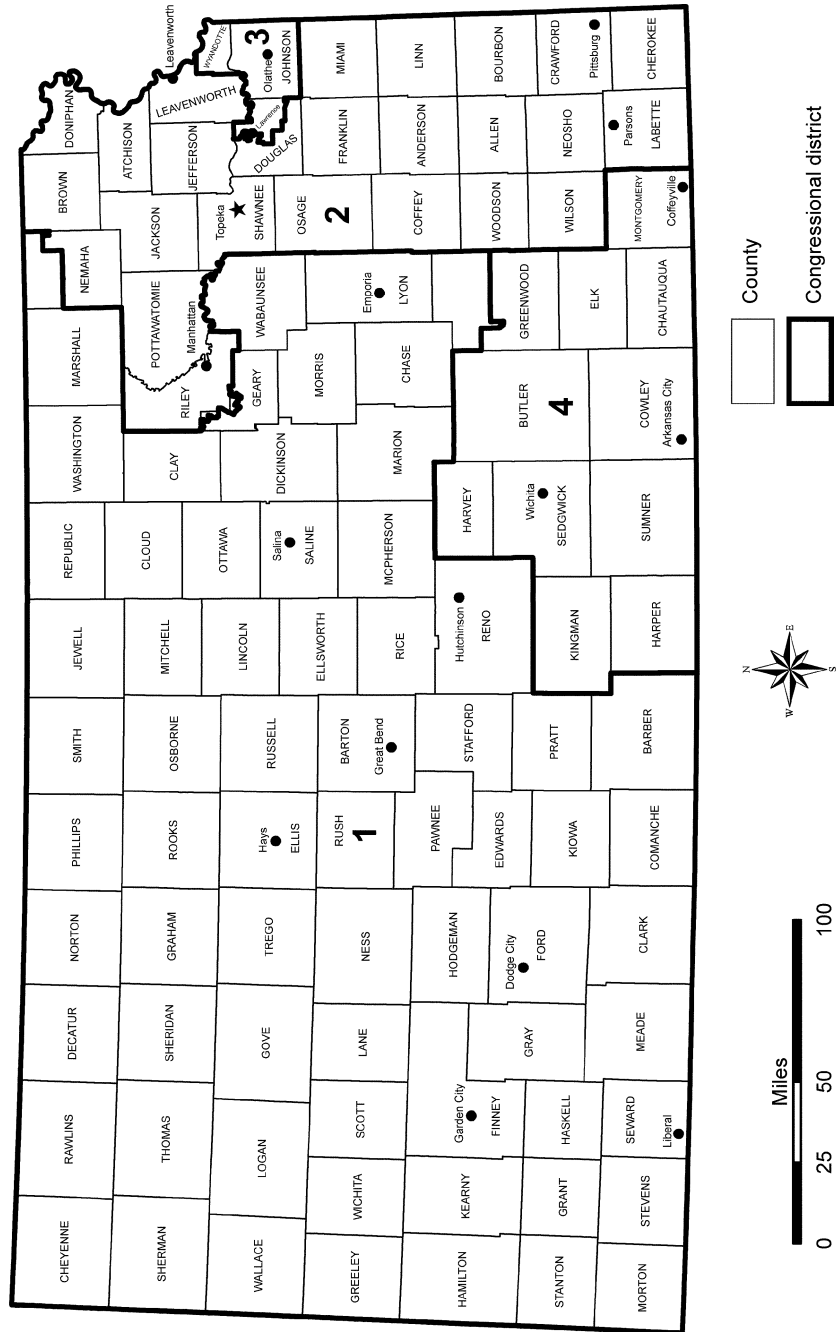 CHEYENNE
RAWLINS
DECATUR
NORTON
PHILLIPS
SMITH
JEWELL
REPUBLIC
WASHINGTON
MARSHALL
NEMAHA
BROWN
DONIPHAN
SHERMAN
THOMAS
SHERIDAN
GRAHAM
ROOKS
OSBORNE
MITCHELL
CLOUD
CLAY
RILEY
POTTAWATOMIE
Manhattan
JACKSON
ATCHISON
JEFFERSON
LEAVENWORTH
Leavenworth
WYANDOTTE
WALLACE
LOGAN
GOVE
TREGO
Hays
ELLIS
RUSSELL
LINCOLN
OTTAWA
Salina
SALINE
ELLSWORTH
DICKINSON
GEARY
WABAUNSEE
Topeka
SHAWNEE
DOUGLAS
Lawrence
3
Olathe
JOHNSON
GREELEY
WICHITA
SCOTT
LANE
NESS
RUSH
1
BARTON
Great Bend
RICE
MCPHERSON
MARION
MORRIS
CHASE
Emporia
LYON
OSAGE
2
FRANKLIN
MIAMI
HAMILTON
KEARNY
Garden City
FINNEY
HODGEMAN
PAWNEE
STAFFORD
Hutchinson
RENO
HARVEY
COFFEY
ANDERSON
LINN
STANTON
GRANT
HASKELL
GRAY
Dodge City
FORD
EDWARDS
KIOWA
PRATT
KINGMAN
Wichita
SEDGWICK
BUTLER
4
GREENWOOD
WOODSON
ALLEN
BOURBON
ELK
WILSON
NEOSHO
CRAWFORD
Pittsburg
MORTON
STEVENS
SEWARD
Liberal
MEADE
CLARK
COMANCHE
BARBER
HARPER
SUMNER
COWLEY
Arkansas City
CHAUTAUQUA
MONTGOMERY
Coffeyville
Parsons
LABETTE
CHEROKEE
Miles
0 25 50 100
N
W E
S
County
Congressional district